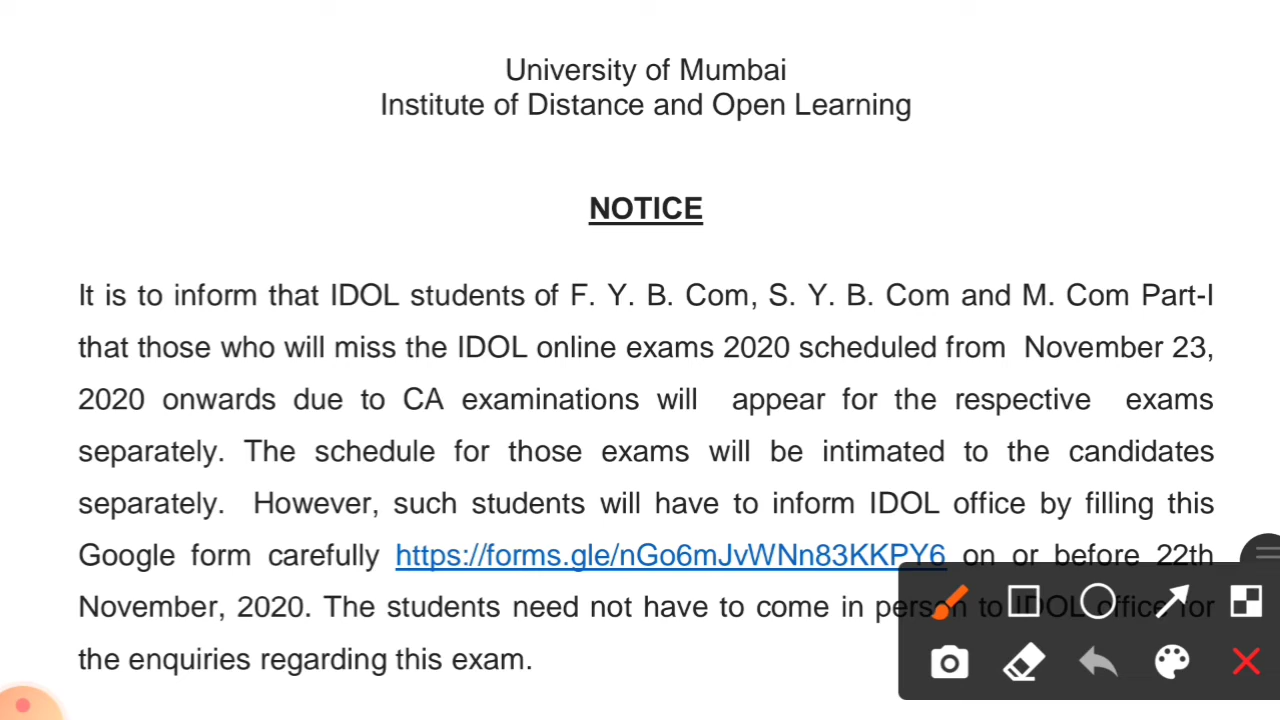 University of Mumbai
Institute of Distance and Open Learning
NOTICE
It is to inform that IDOL students of F. Y. B. Com, S. Y. B. Com and M. Com Part-I
that those who will miss the IDOL online exams 2020 scheduled from November 23,
2020 onwards due to CA examinations will appear for the respective exams
separately. The schedule for those exams will be intimated to the candidates
separately. However, such students will have to inform IDOL office by filling this
Google form carefully https://forms.gle/nGo6mJvWNn83KKPY6 on or before 22th
November, 2020. The students need not have to come in person to IDOL office for
the enquiries regarding this exam.